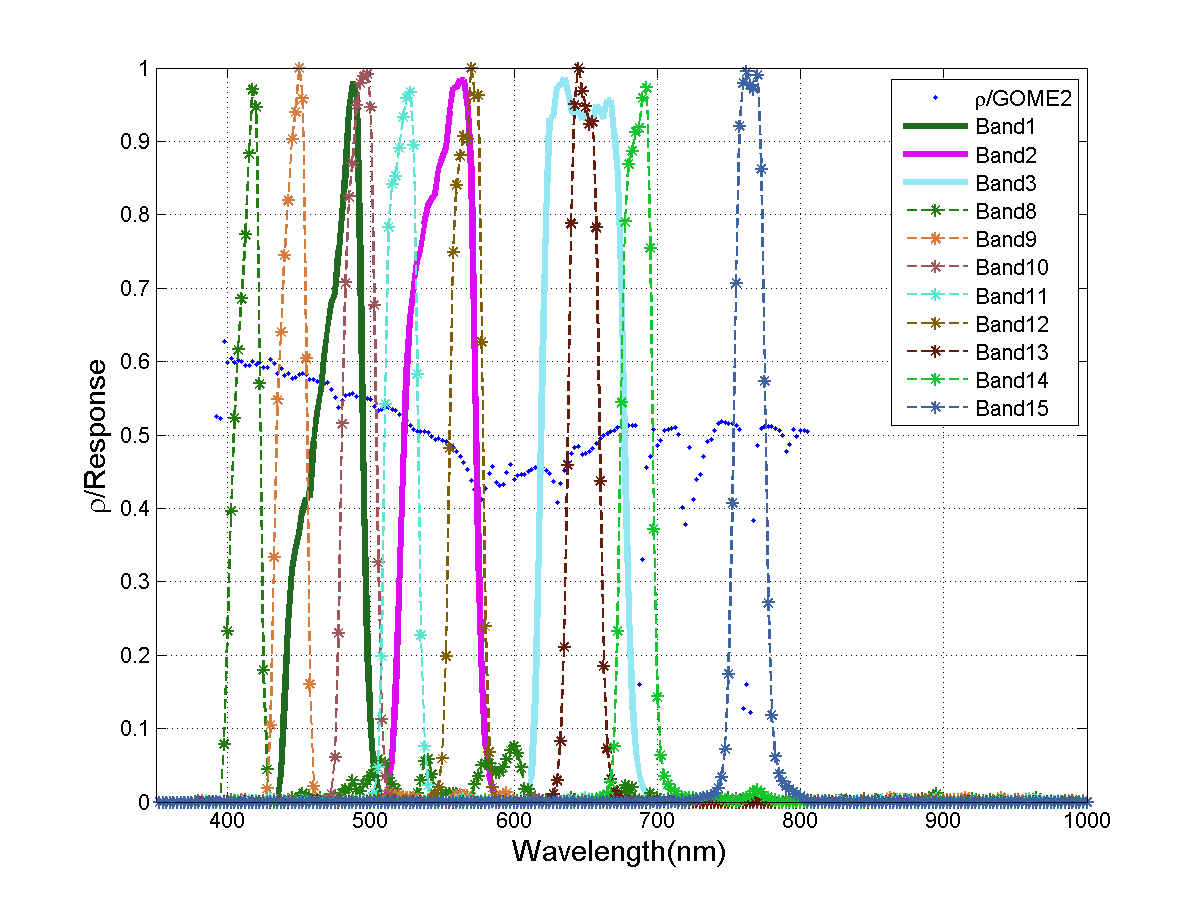 1
0.9
0.8
0.7
0.6
0.5
0.4
0.3
0.2
0.1
0
ρ/Response
400 500 600 700 800 900 1000
Wavelength(nm)
ρ/GOME2
Band1
Band2
Band3
Band8
Band9
Band10
Band11
Band12
Band13
Band14
Band15